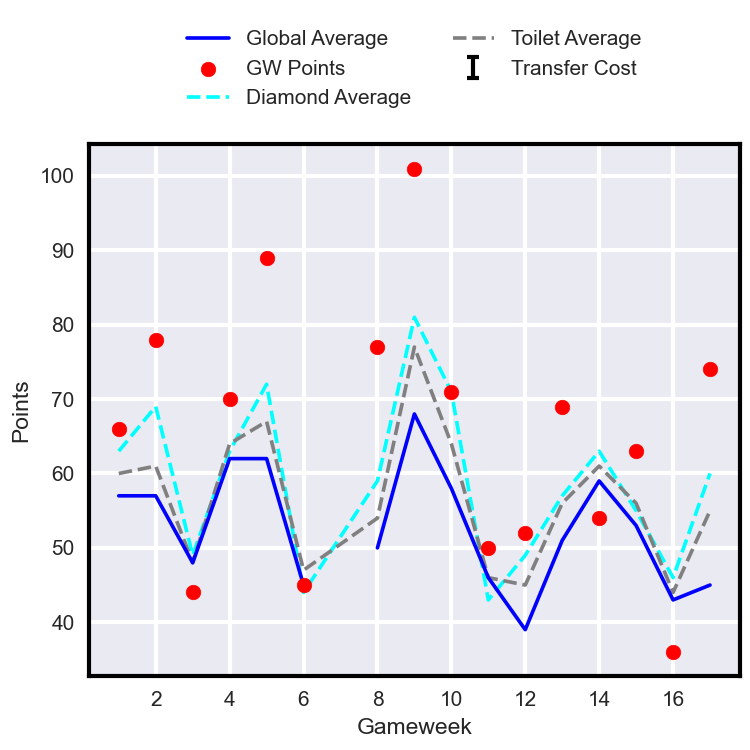 Global Average
GW Points
Diamond Average
Toilet Average
Transfer Cost
100
90
80
70
60
50
40
Points
2 4 6 8 10 12 14 16
Gameweek